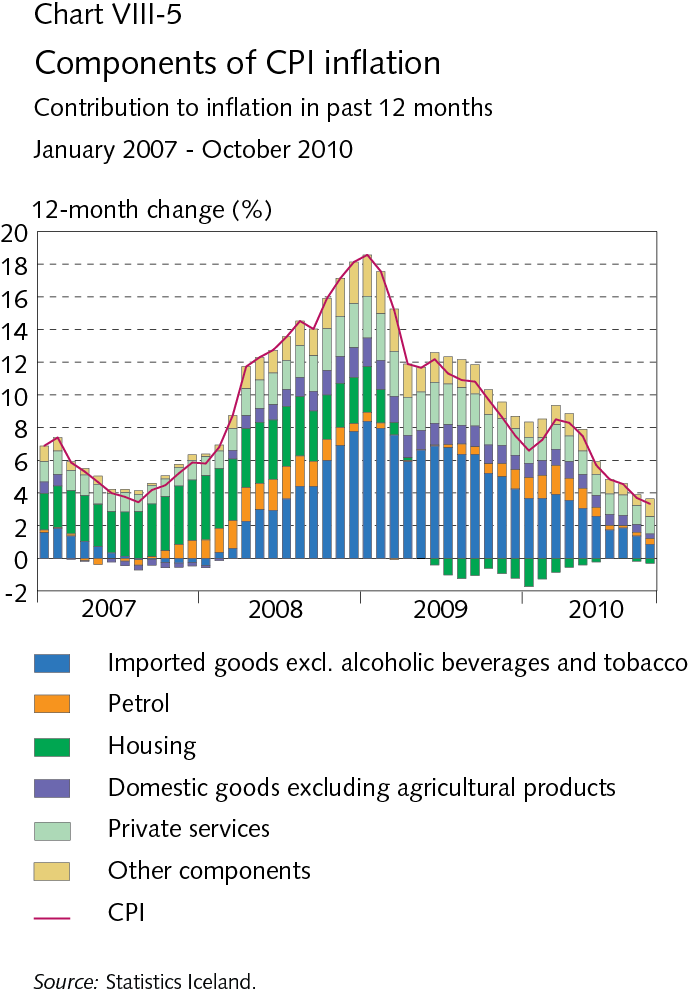 Chart VIII-5
Components of CPI inflation
Contribution to inflation in past 12 months
January 2007 - October 2010
12-month change (%)
20
18
16
14
12
10
8
6
4
2
0
-2
2007 2008 2009 2010
Imported goods excl. alcoholic beverages and tobacco
Petrol
Housing
Domestic goods excluding agricultural products
Private services
Other components
CPI
Source: Statistics Iceland.